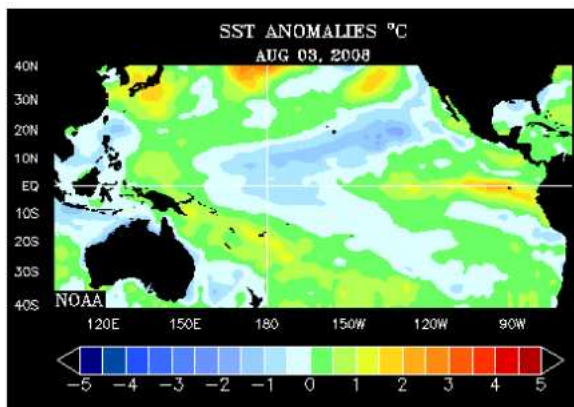 SST ANOMALIES °C
AUG 03, 2008
40N
30N
20N
10N
EQ
10S
20S
30S
40S
NOAA
120E 150E 180 150W 120W 90W
-5 -4 -3 -2 -1 0 1 2 3 4 5